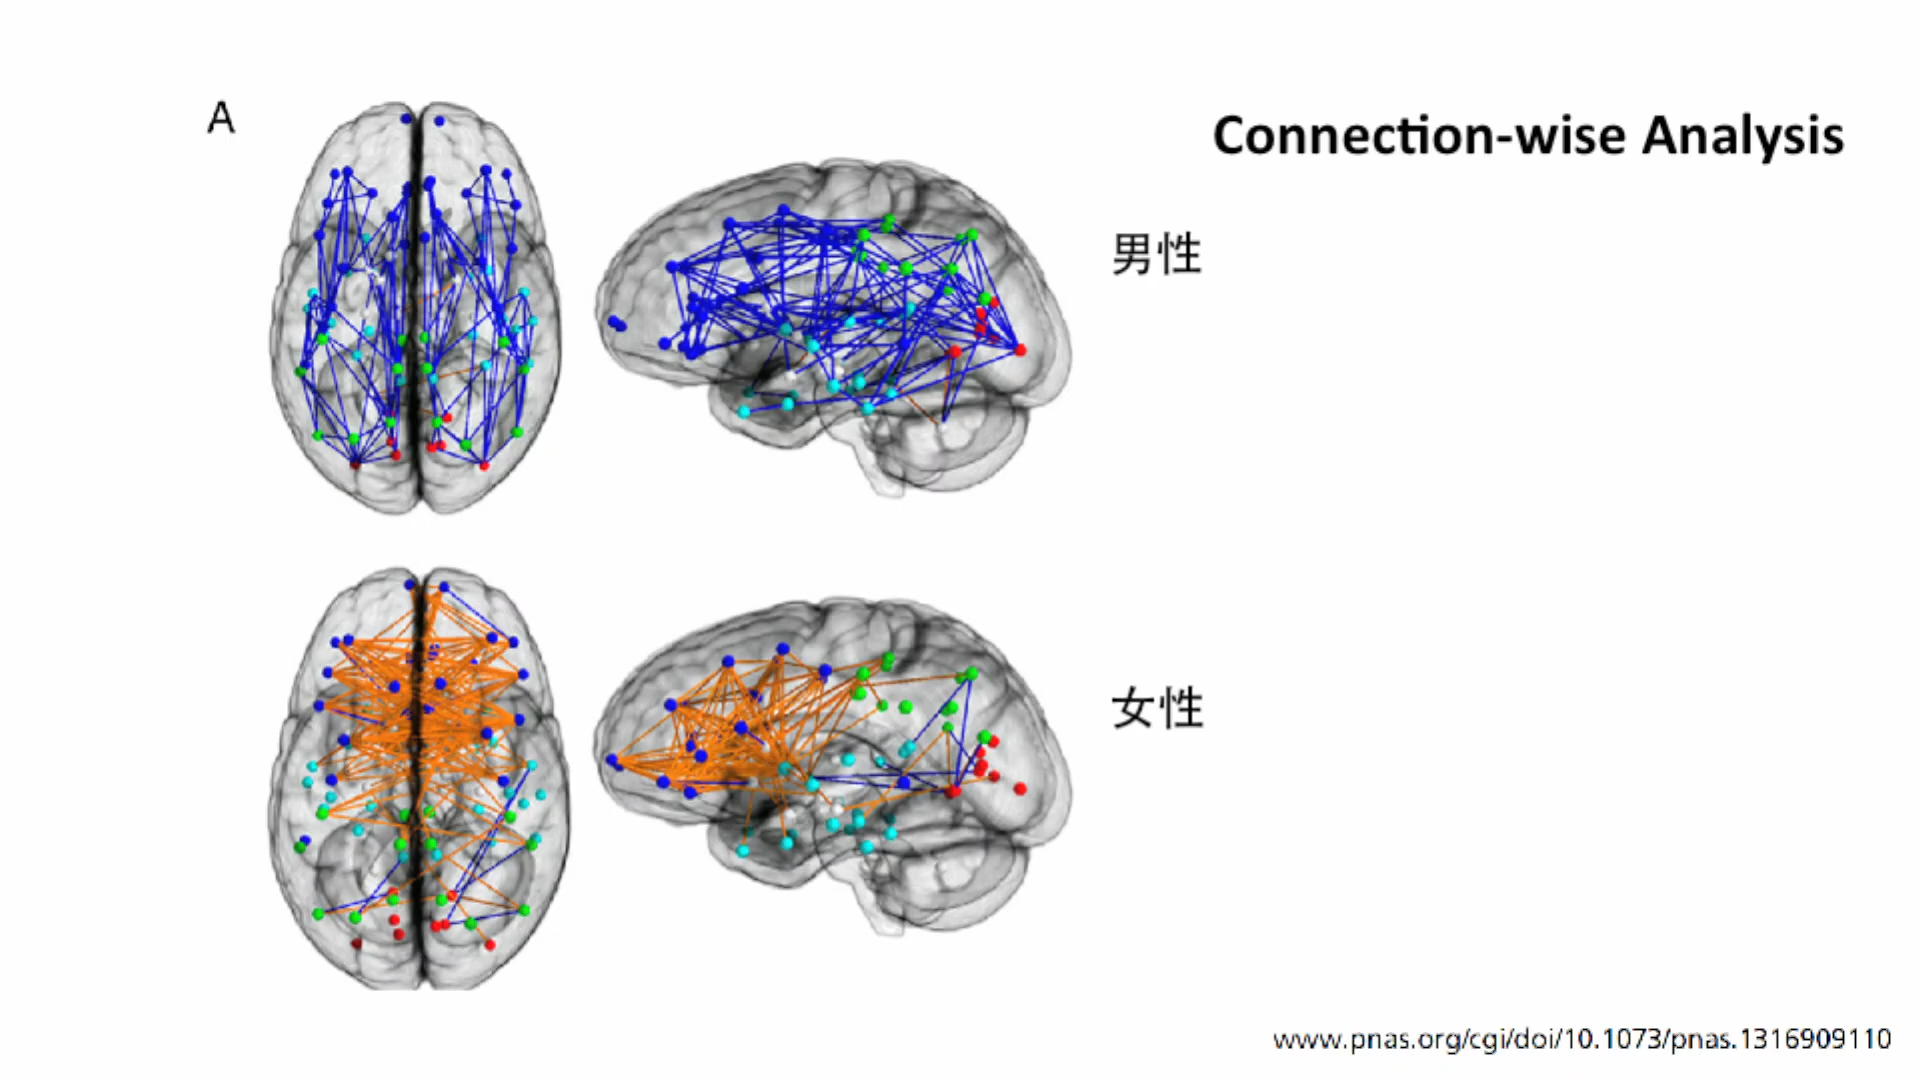 A
Connection-wise Analysis
男性
女性
www.pnas.org/cgi/doi/10.1073/pnas.1316909110